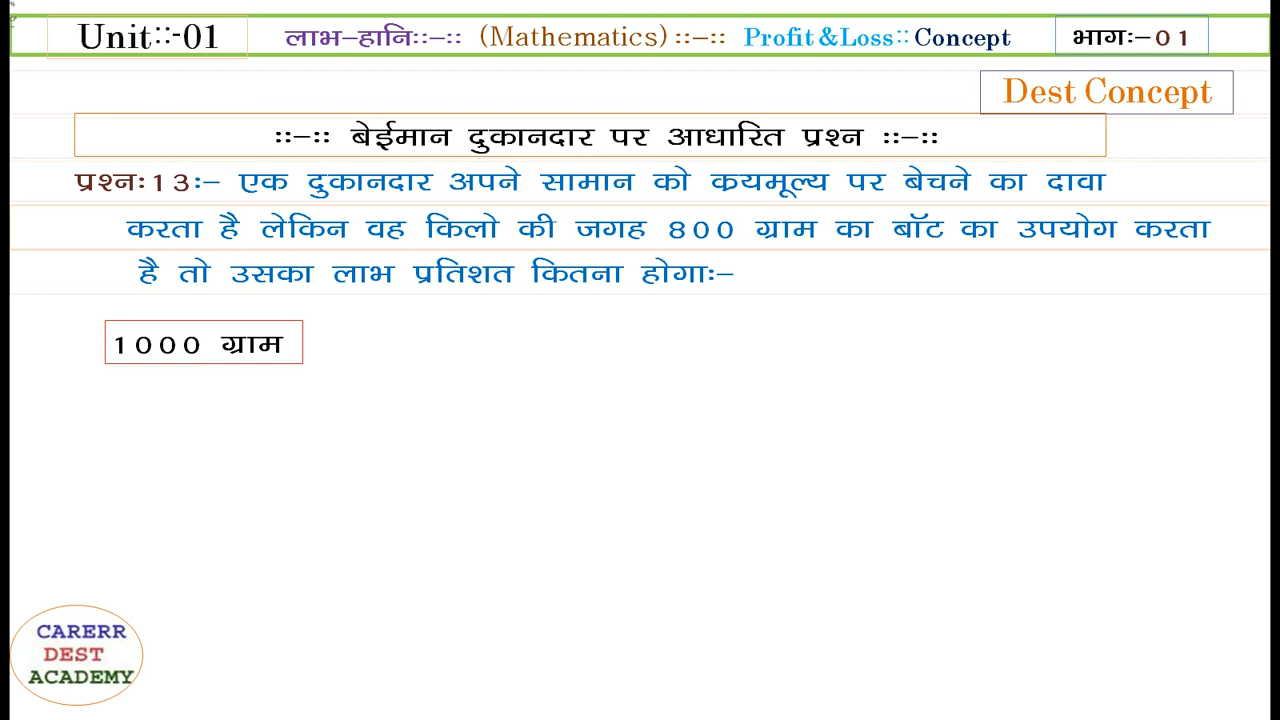 Unit::-01 लाभ-हानि::-:: (Mathematics) ::-:: Profit &Loss:: Concept भागः-01
Dest Concept
::-:: बेईमान दुकानदार पर आधारित प्रश्न ::-::
प्रश्नः13ः- एक दुकानदार अपने सामान को क्रयमूल्य पर बेचने का दावा
करता है लेकिन वह किलो की जगह 800 ग्राम का बॉट का उपयोग करता
है तो उसका लाभ प्रतिशत कितना होगाः-
1000 ग्राम
CARERR
DEST
ACADEMY